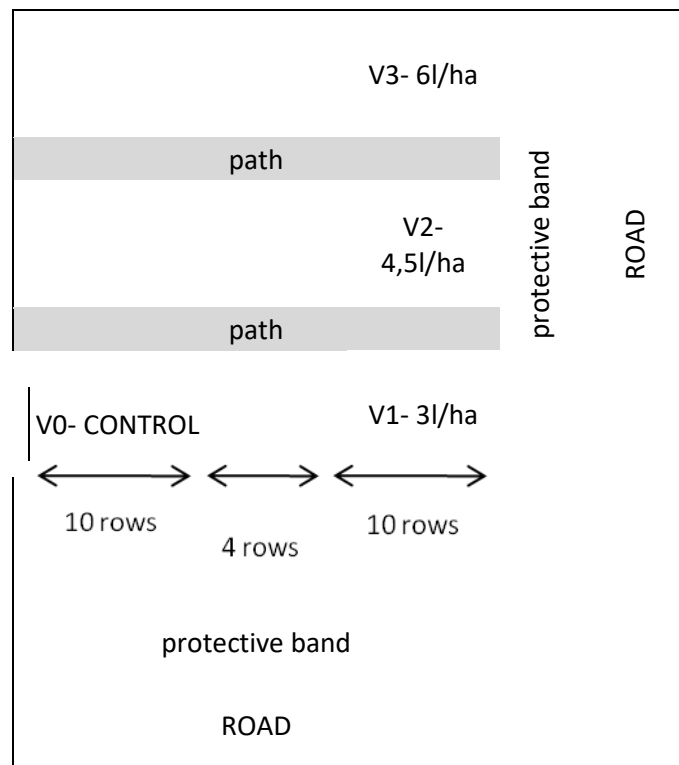 V3- 6l/ha
path
V2-
4,5l/ha
protective band
ROAD
path
V0- CONTROL
V1- 3l/ha
10 rows
4 rows
10 rows
protective band
ROAD